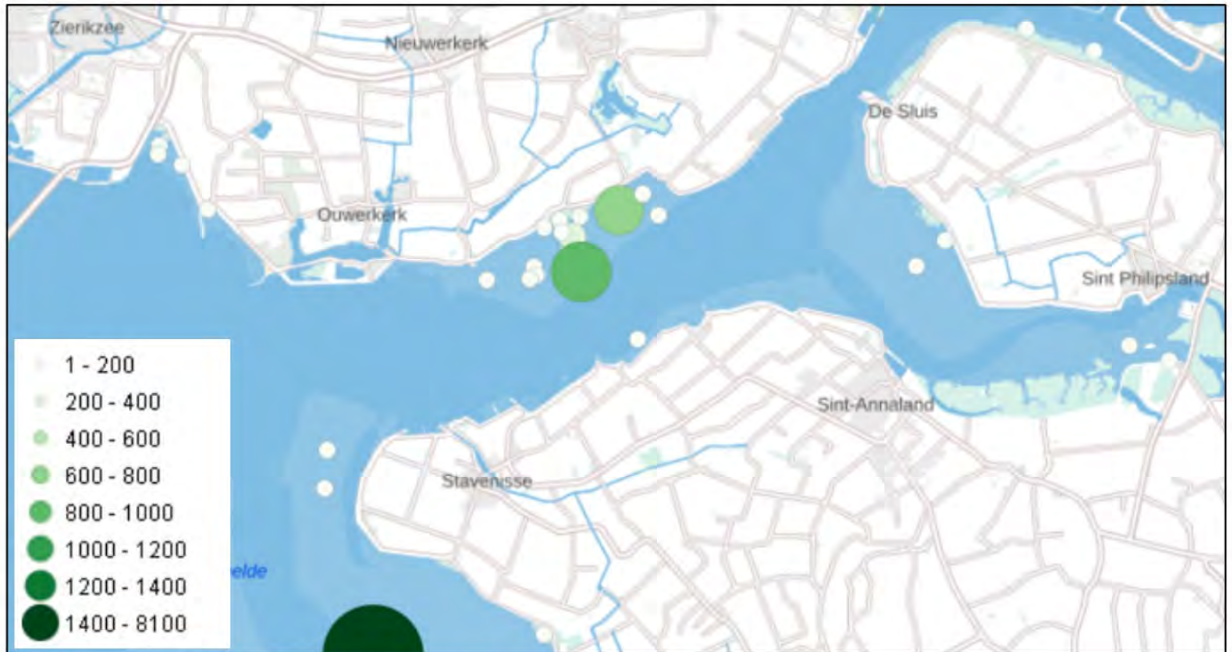 Zierikzee
Nieuwerkerk
De Sluis
Ouwerkerk
Sint Philipsland
Sint-Annaland
Stavenisse
elde
1 - 200
200 - 400
400 - 600
600 - 800
800 - 1000
1000 - 1200
1200 - 1400
1400 - 8100